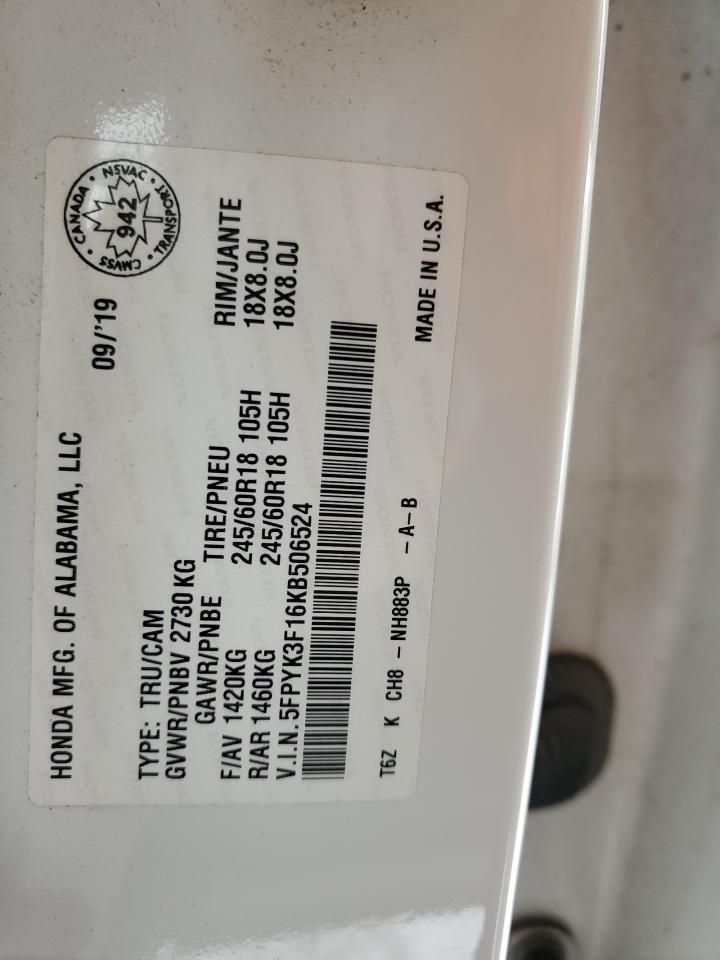 HONDA MFG. OF ALABAMA, LLC
09/'19
CANADA • NSVAC • TRANSPORT • CMVSS •
942
TYPE: TRU/CAM
GVWR/PNBV 2730 KG
GAWR/PNBE TIRE/PNEU RIM/JANTE
F/AV 1420KG 245/60R18 105H 18X8.0J
R/AR 1460KG 245/60R18 105H 18X8.0J
V.I.N. 5FPYK3F16KB506524
T6Z K CH8 – NH883P – A– B
MADE IN U.S.A.